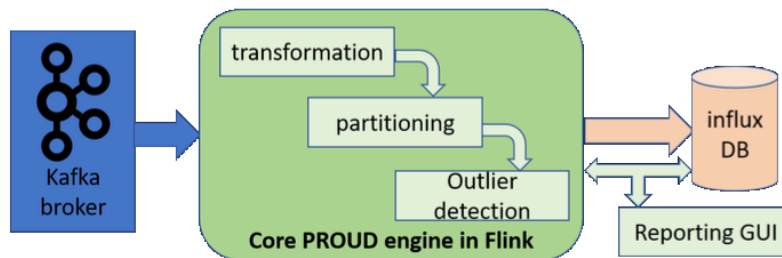 transformation
partitioning
Outlier
detection
Core PROUD engine in Flink
Kafka
broker
influx
DB
Reporting GUI